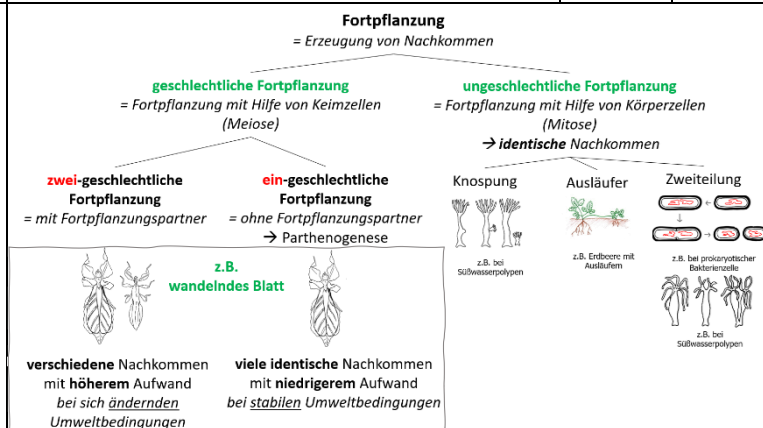 Fortpflanzung
= Erzeugung von Nachkommen
geschlechtliche Fortpflanzung
= Fortpflanzung mit Hilfe von Keimzellen
(Meiose)
ungeschlechtliche Fortpflanzung
= Fortpflanzung mit Hilfe von Körperzellen
(Mitose)
→ identische Nachkommen
zwei-geschlechtliche
Fortpflanzung
= mit Fortpflanzungspartner
ein-geschlechtliche
Fortpflanzung
= ohne Fortpflanzungspartner
→ Parthenogenese
z.B.
wandelndes Blatt
verschiedene Nachkommen
mit höherem Aufwand
bei sich ändernden
Umweltbedingungen
viele identische Nachkommen
mit niedrigerem Aufwand
bei stabilen Umweltbedingungen
Knospung
z.B. bei
Süßwasserpolypen
Ausläufer
z.B. Erdbeere mit
Ausläufern
Zweiteilung
z.B. bei prokaryotischer
Bakterienzelle
z.B. bei
Süßwasserpolypen